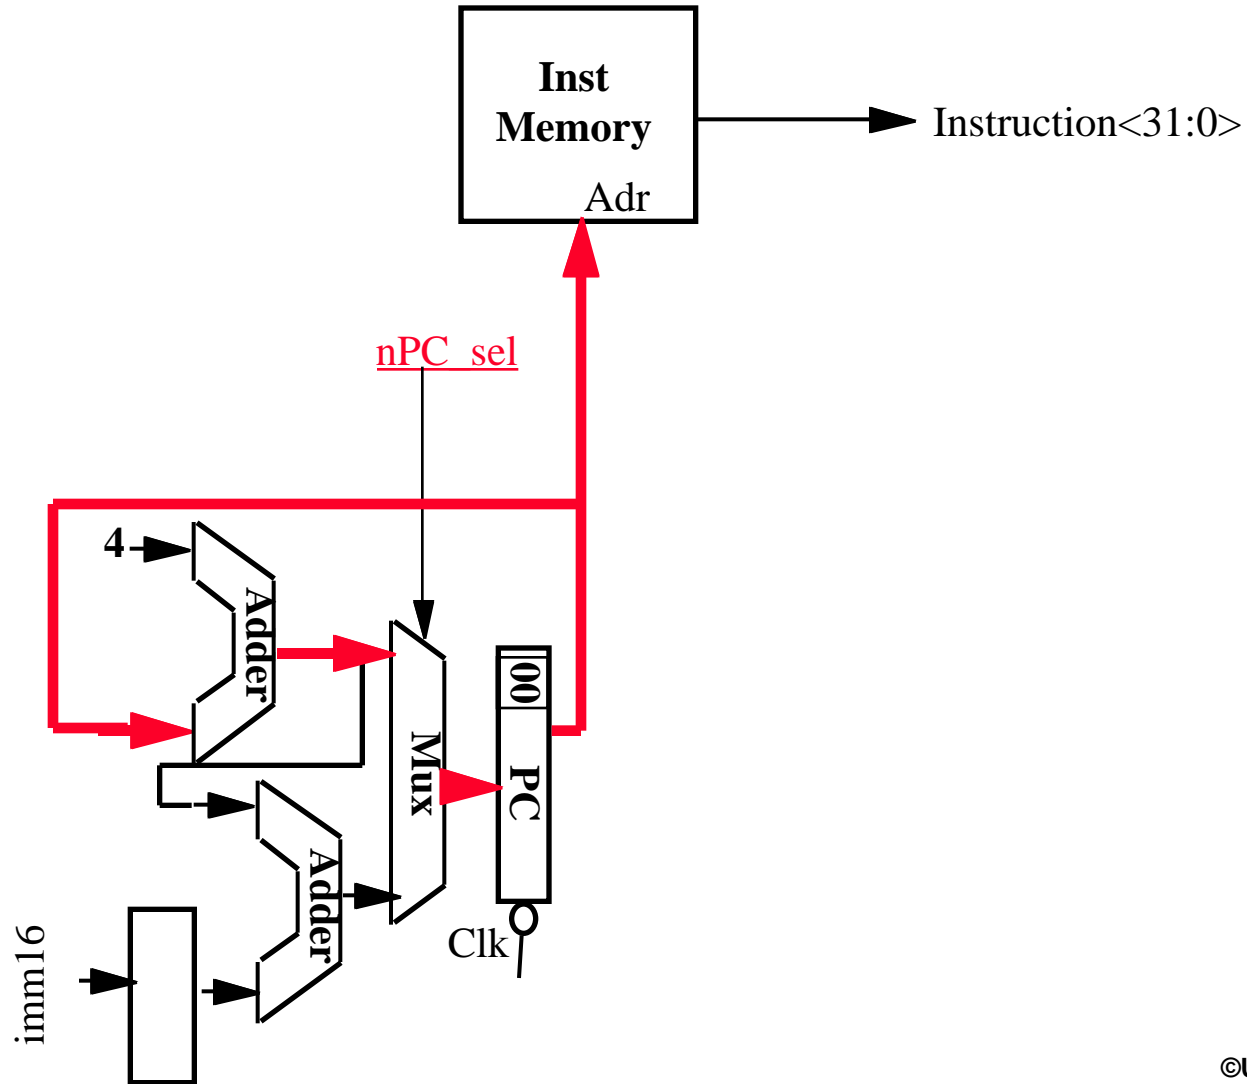 Inst
Memory
Adr
Instruction<31:0>
nPC_sel
4
Adder
00
Mux
PC
Adder
Clk
imm16